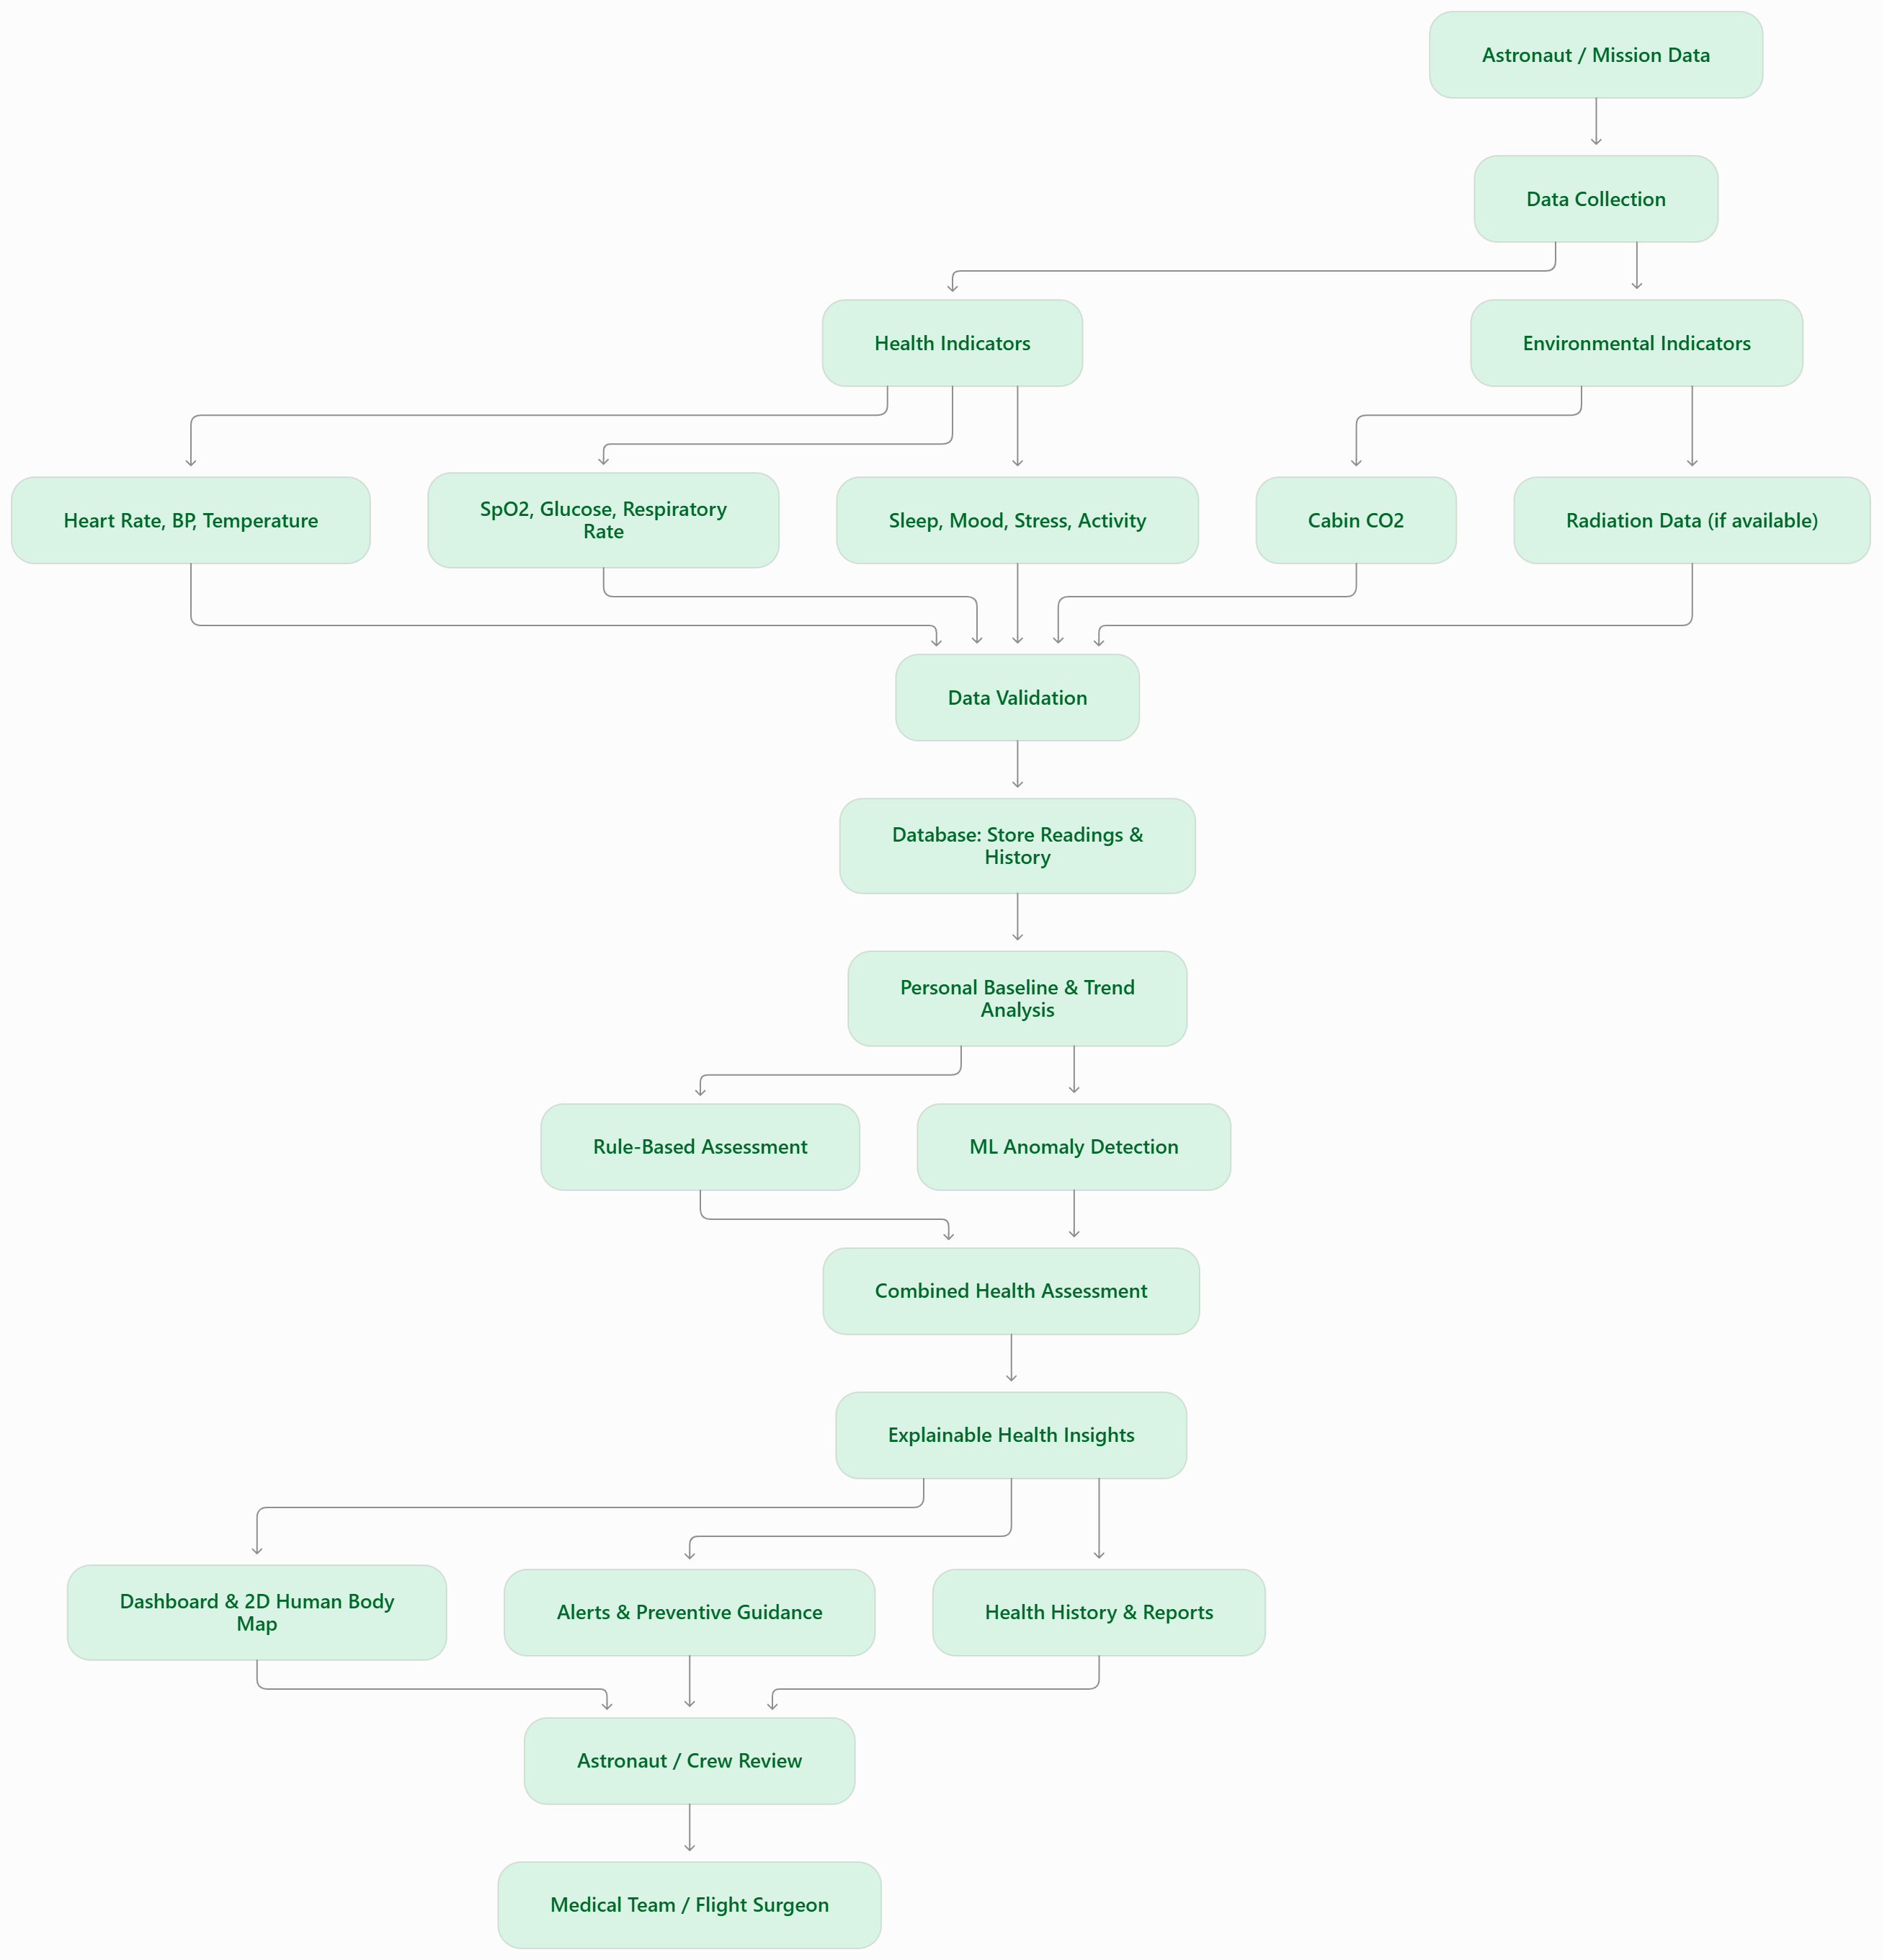 Astronaut / Mission Data
Data Collection
Health Indicators
Environmental Indicators
Heart Rate, BP, Temperature
SpO2, Glucose, Respiratory
Rate
Sleep, Mood, Stress, Activity
Cabin CO2
Radiation Data (if available)
Data Validation
Database: Store Readings &
History
Personal Baseline & Trend
Analysis
Rule-Based Assessment
ML Anomaly Detection
Combined Health Assessment
Explainable Health Insights
Dashboard & 2D Human Body
Map
Alerts & Preventive Guidance
Health History & Reports
Astronaut / Crew Review
Medical Team / Flight Surgeon